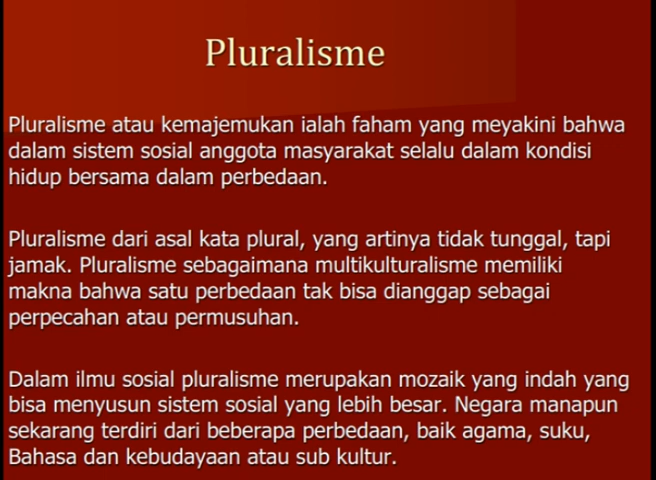 Pluralisme
Pluralisme atau kemajemukan ialah faham yang meyakini bahwa
dalam sistem sosial anggota masyarakat selalu dalam kondisi
hidup bersama dalam perbedaan.
Pluralisme dari asal kata plural, yang artinya tidak tunggal, tapi
jamak. Pluralisme sebagaimana multikulturalisme memiliki
makna bahwa satu perbedaan tak bisa dianggap sebagai
perpecahan atau permusuhan.
Dalam ilmu sosial pluralisme merupakan mozaik yang indah yang
bisa menyusun sistem sosial yang lebih besar. Negara manapun
sekarang terdiri dari beberapa perbedaan, baik agama, suku,
Bahasa dan kebudayaan atau sub kultur.